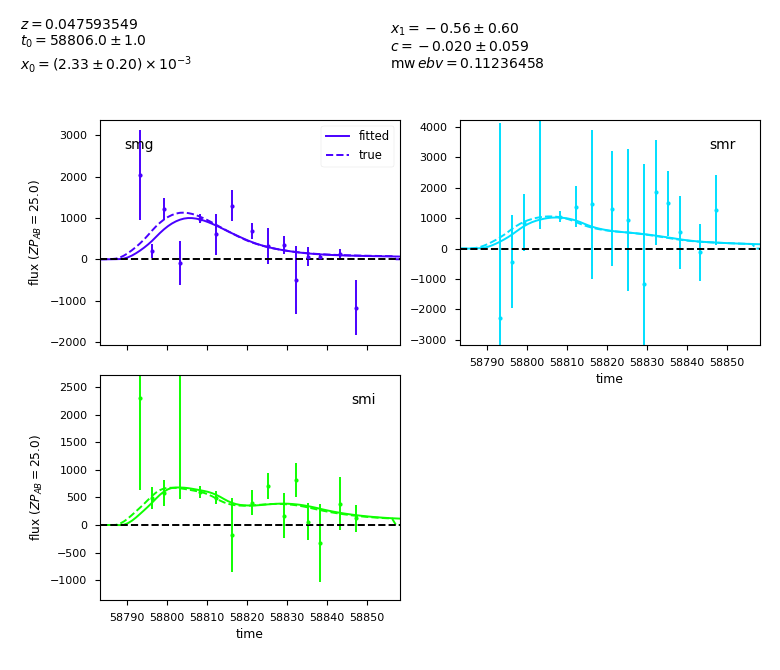 z = 0.047593549
t0 = 58806.0 ± 1.0
x0 = (2.33 ± 0.20) × 10^−3
x1 = −0.56 ± 0.60
c = −0.020 ± 0.059
mw ebv = 0.11236458
smg
fitted
true
3000
2000
1000
0
−1000
−2000
flux (ZP_AB = 25.0)
smr
4000
3000
2000
1000
0
−1000
−2000
−3000
58790 58800 58810 58820 58830 58840 58850
time
smi
2500
2000
1500
1000
500
0
−500
−1000
flux (ZP_AB = 25.0)
58790 58800 58810 58820 58830 58840 58850
time